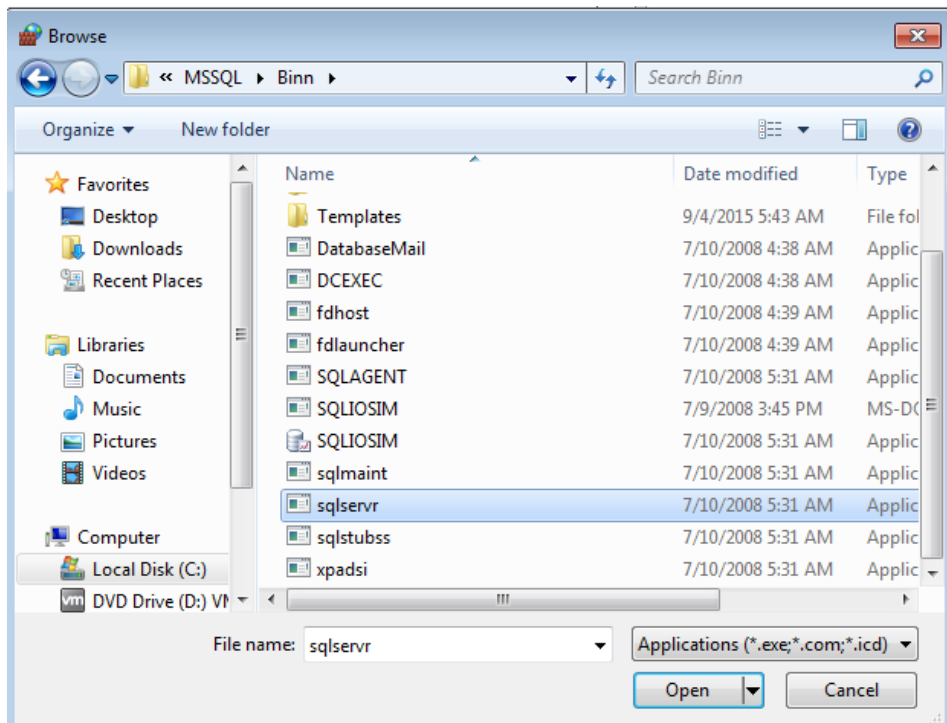 Browse
« MSSQL Binn
Search Binn
Organize New folder
Name Date modified Type
Favorites
Desktop
Downloads
Recent Places
Libraries
Documents
Music
Pictures
Videos
Computer
Local Disk (C:)
DVD Drive (D:) VM
Templates 9/4/2015 5:43 AM File fol
DatabaseMail 7/10/2008 4:38 AM Applic
DCEXEC 7/10/2008 4:38 AM Applic
fdhost 7/10/2008 4:39 AM Applic
fdlauncher 7/10/2008 4:39 AM Applic
SQLAGENT 7/10/2008 5:31 AM Applic
SQLIOSIM 7/9/2008 3:45 PM MS-DO
SQLIOSIM 7/10/2008 5:31 AM Applic
sqlmaint 7/10/2008 5:31 AM Applic
sqlservr 7/10/2008 5:31 AM Applic
sqlstubss 7/10/2008 5:31 AM Applic
xpadsi 7/10/2008 5:31 AM Applic
File name: sqlservr Applications (*.exe;*.com;*.icd)
Open Cancel